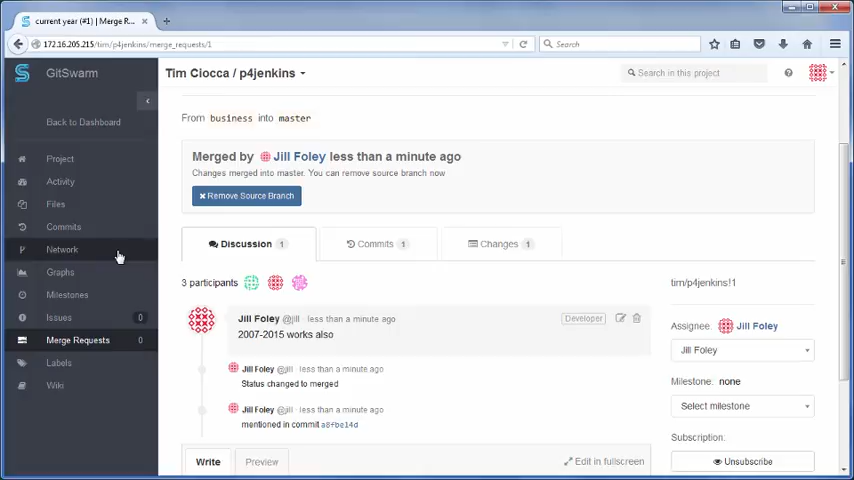 current year (#1) | Merge R...
172.16.205.215/tim/p4jenkins/merge_requests/1
Search
GitSwarm
Tim Ciocca / p4jenkins
Search in this project
Back to Dashboard
Project
Activity
Files
Commits
Network
Graphs
Milestones
Issues 0
Merge Requests 0
Labels
Wiki
From business into master
Merged by Jill Foley less than a minute ago
Changes merged into master. You can remove source branch now
Remove Source Branch
Discussion 1
Commits 1
Changes 1
3 participants
Jill Foley @jill · less than a minute ago
Developer
2007-2015 works also
Jill Foley @jill · less than a minute ago
Status changed to merged
Jill Foley @jill · less than a minute ago
mentioned in commit a8fbe14d
Write
Preview
Edit in fullscreen
tim/p4jenkins!1
Assignee: Jill Foley
Jill Foley
Milestone: none
Select milestone
Subscription:
Unsubscribe